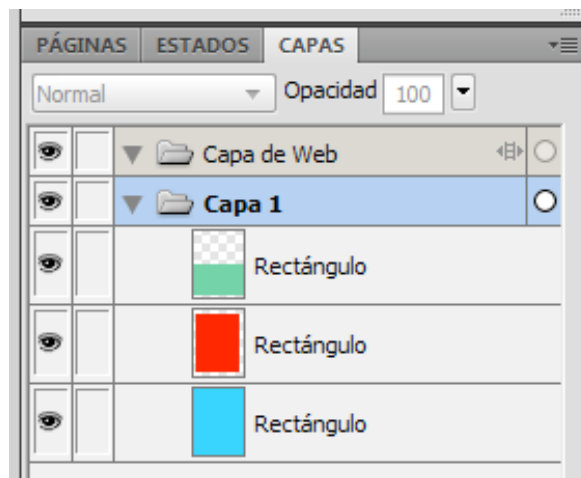 PÁGINAS ESTADOS CAPAS
Normal Opacidad 100
Capa de Web
Capa 1
Rectángulo
Rectángulo
Rectángulo